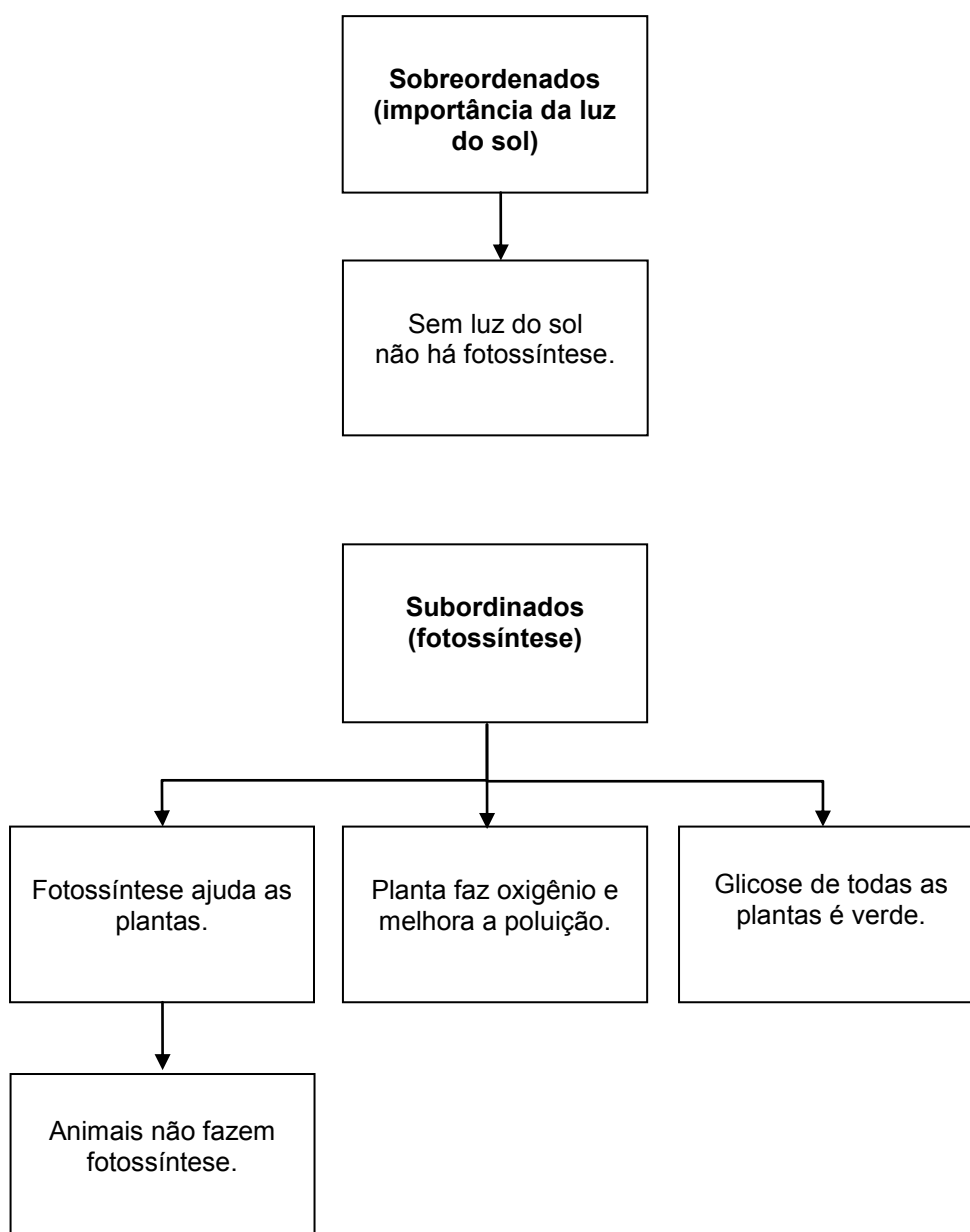 Sobreordenados
(importância da luz
do sol)
Sem luz do sol
não há fotossíntese.
Subordinados
(fotossíntese)
Fotossíntese ajuda as
plantas.
Planta faz oxigênio e
melhora a poluição.
Glicose de todas as
plantas é verde.
Animais não fazem
fotossíntese.